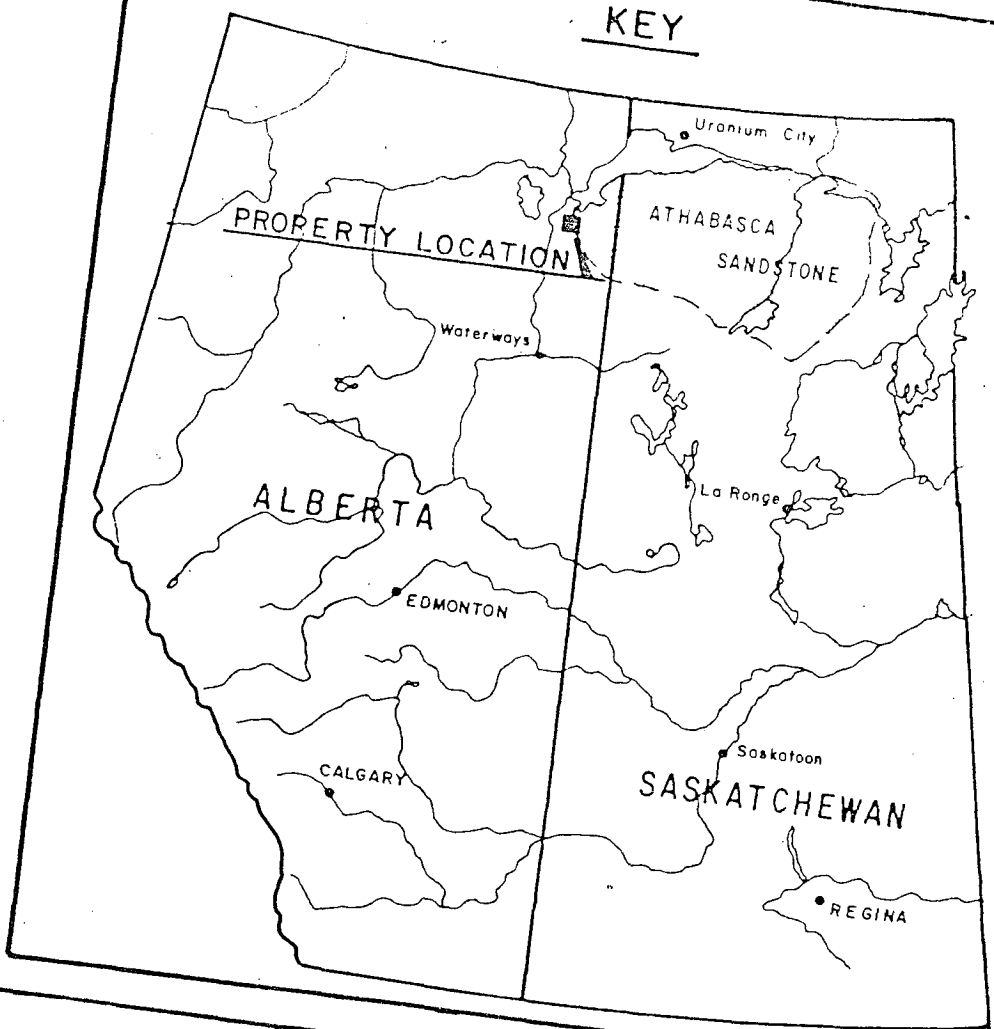 KEY
Uranium City
ATHABASCA
SANDSTONE
PROPERTY LOCATION
Waterways
La Ronge
ALBERTA
EDMONTON
Saskatoon
CALGARY
SASKATCHEWAN
REGINA